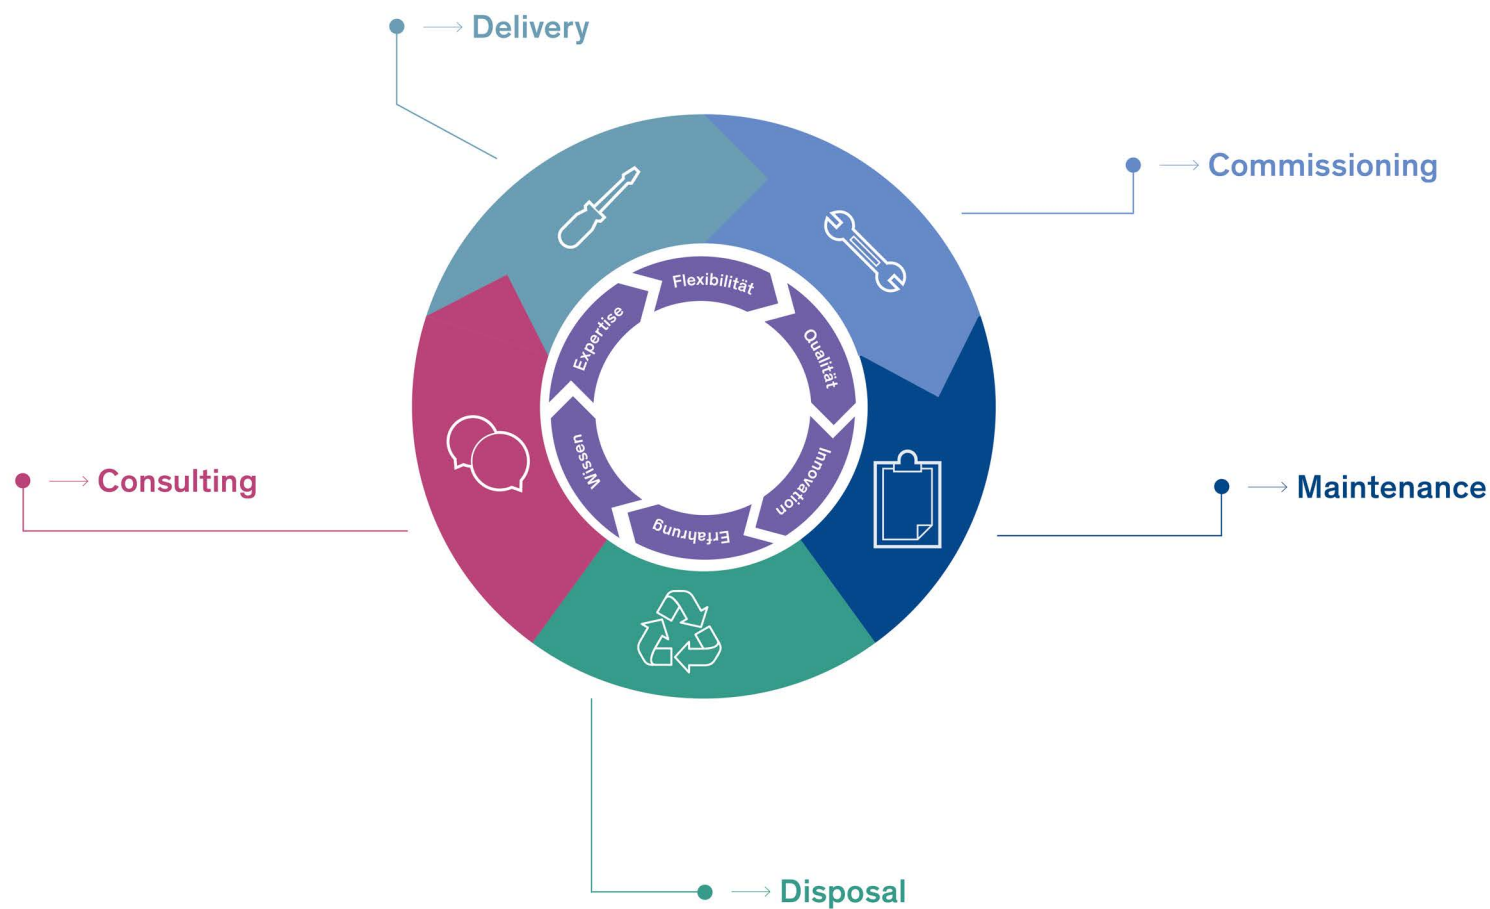 Delivery
Commissioning
Flexibilität
Expertise
Qualität
Wissen
Innovation
Erfahrung
Consulting
Maintenance
Disposal